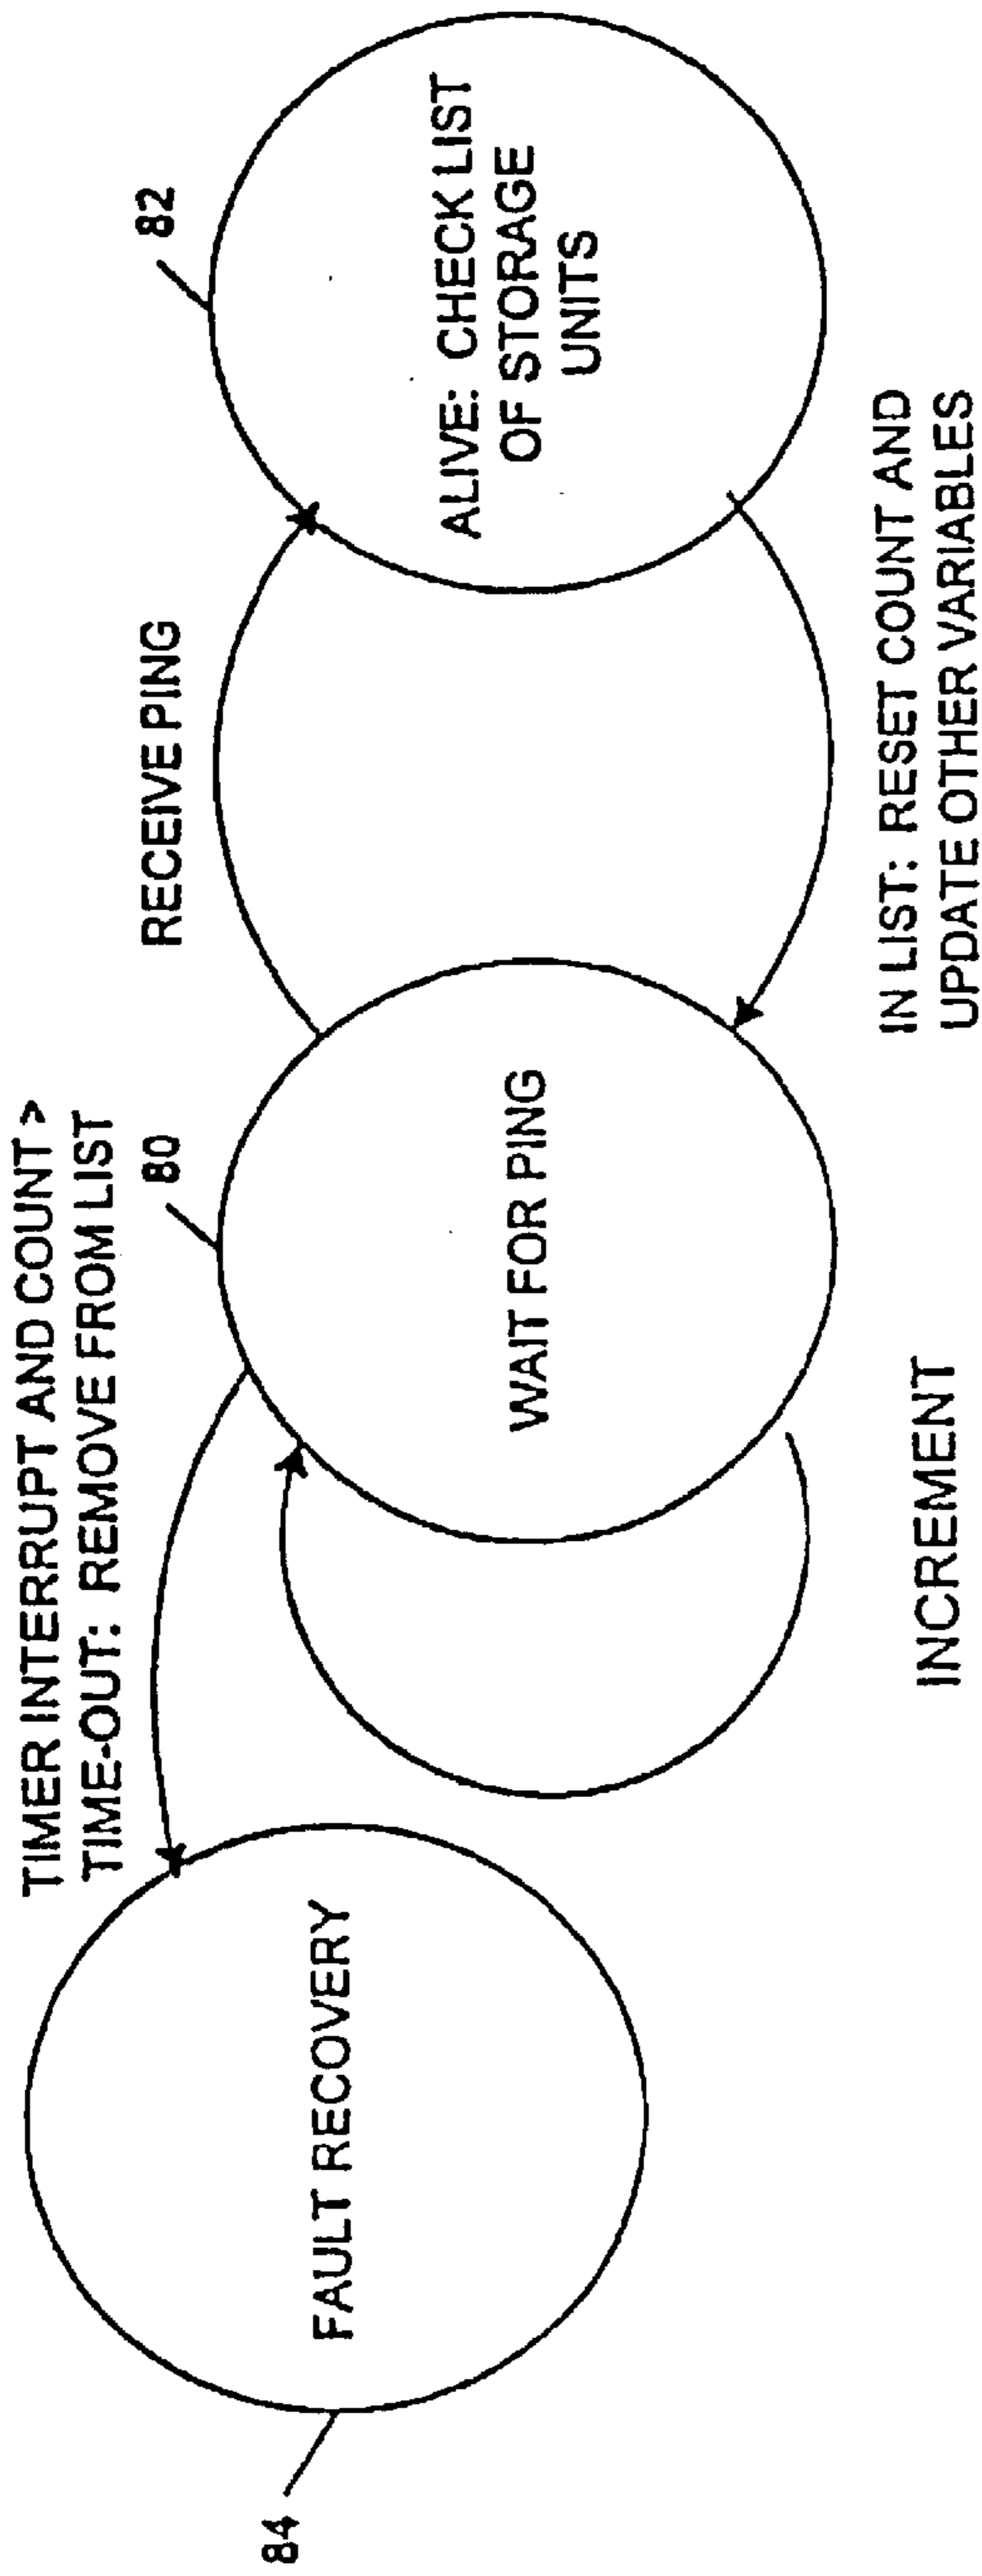 TIMER INTERRUPT AND COUNT >
TIME-OUT: REMOVE FROM LIST
80
RECEIVE PING
82
84
FAULT RECOVERY
WAIT FOR PING
ALIVE: CHECK LIST
OF STORAGE
UNITS
INCREMENT
IN LIST: RESET COUNT AND
UPDATE OTHER VARIABLES